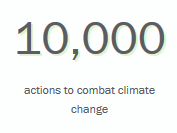 10,000
actions to combat climate
change